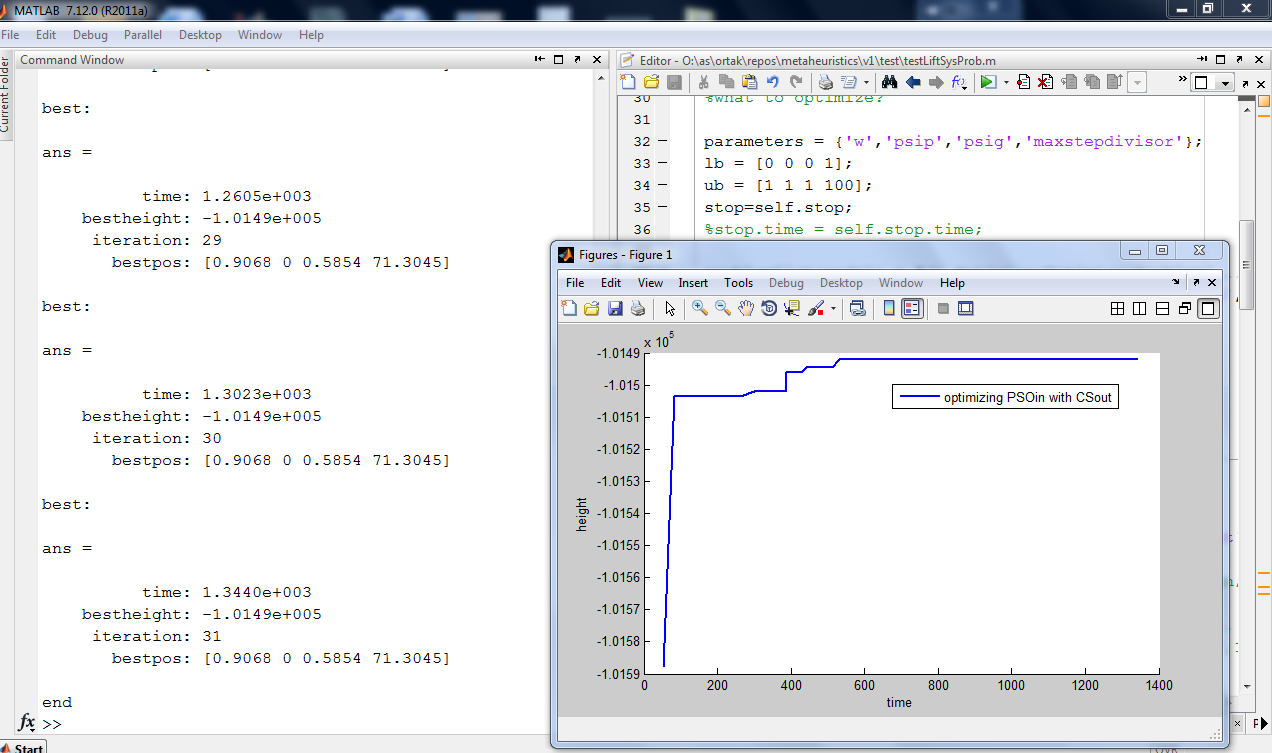 MATLAB 7.12.0 (R2011a)
File Edit Debug Parallel Desktop Window Help
Current Folder
Command Window
best:
ans =
time: 1.2605e+003
bestheight: -1.0149e+005
iteration: 29
bestpos: [0.9068 0 0.5854 71.3045]
best:
ans =
time: 1.3023e+003
bestheight: -1.0149e+005
iteration: 30
bestpos: [0.9068 0 0.5854 71.3045]
best:
ans =
time: 1.3440e+003
bestheight: -1.0149e+005
iteration: 31
bestpos: [0.9068 0 0.5854 71.3045]
end
fx >>
Start
Editor - O:\as\ortak\repos\metaheuristics\v1\test\testLiftSysProb.m
30 %what to optimize?
31
32 – parameters = {'w','psip','psig','maxstepdivisor'};
33 – lb = [0 0 0 1];
34 – ub = [1 1 1 100];
35 – stop=self.stop;
36 %stop.time = self.stop.time;
Figures - Figure 1
File Edit View Insert Tools Debug Desktop Window Help
x 10^5
-1.0149
-1.015
-1.0151
-1.0152
-1.0153
-1.0154
-1.0155
-1.0156
-1.0157
-1.0158
-1.0159
height
optimizing PSOin with CSout
0 200 400 600 800 1000 1200 1400
time